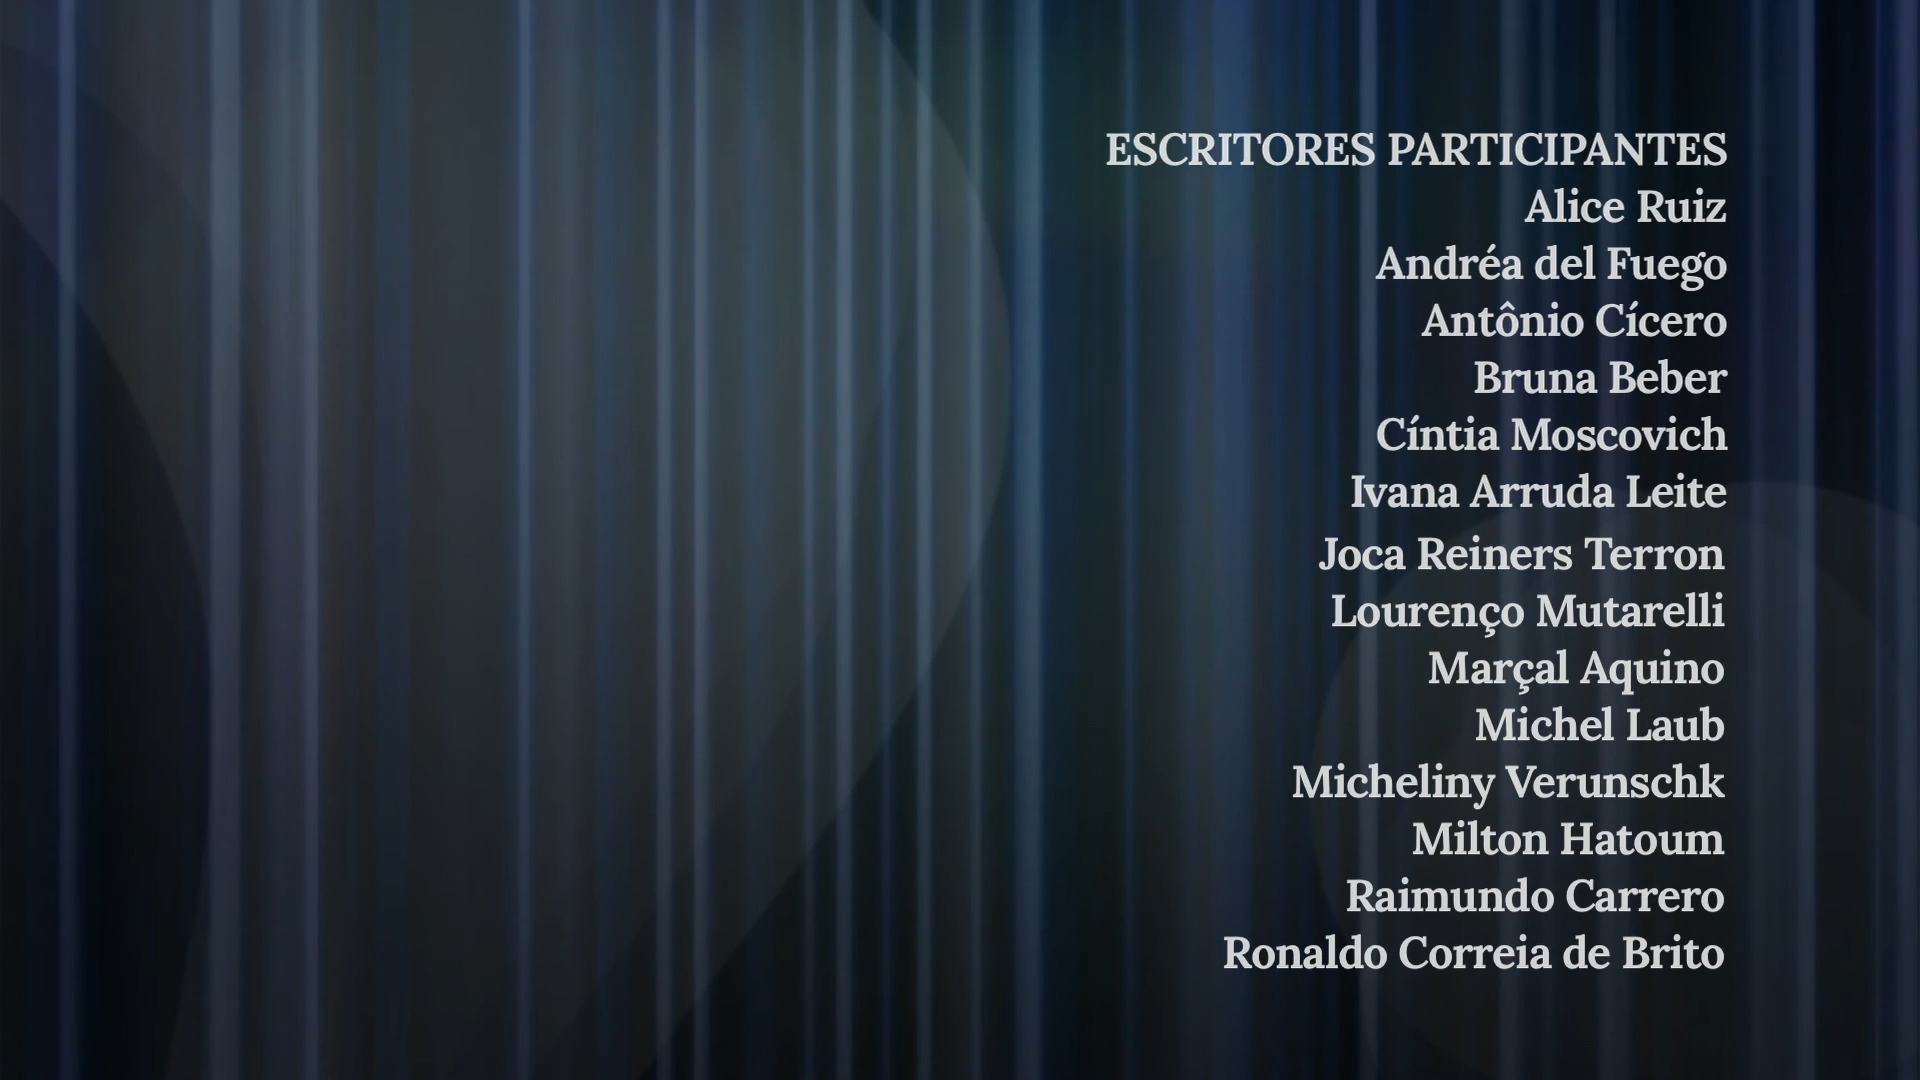 ESCRITORES PARTICIPANTES
Alice Ruiz
Andréa del Fuego
Antônio Cícero
Bruna Beber
Cíntia Moscovich
Ivana Arruda Leite
Joca Reiners Terron
Lourenço Mutarelli
Marçal Aquino
Michel Laub
Micheliny Verunschk
Milton Hatoum
Raimundo Carrero
Ronaldo Correia de Brito